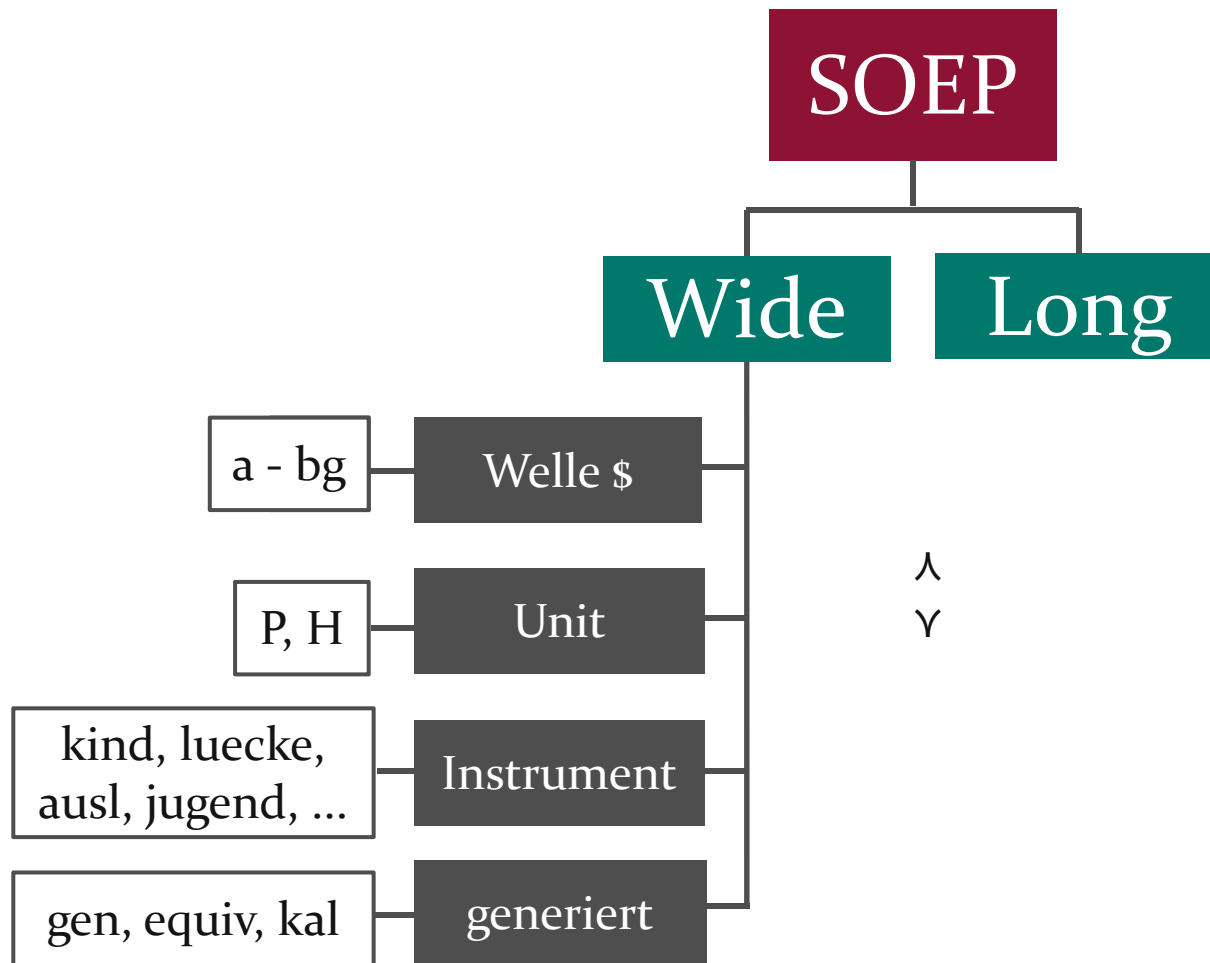 SOEP
Wide
Long
a - bg
Welle $
P, H
Unit
kind, luecke,
ausl, jugend, ...
Instrument
gen, equiv, kal
generiert